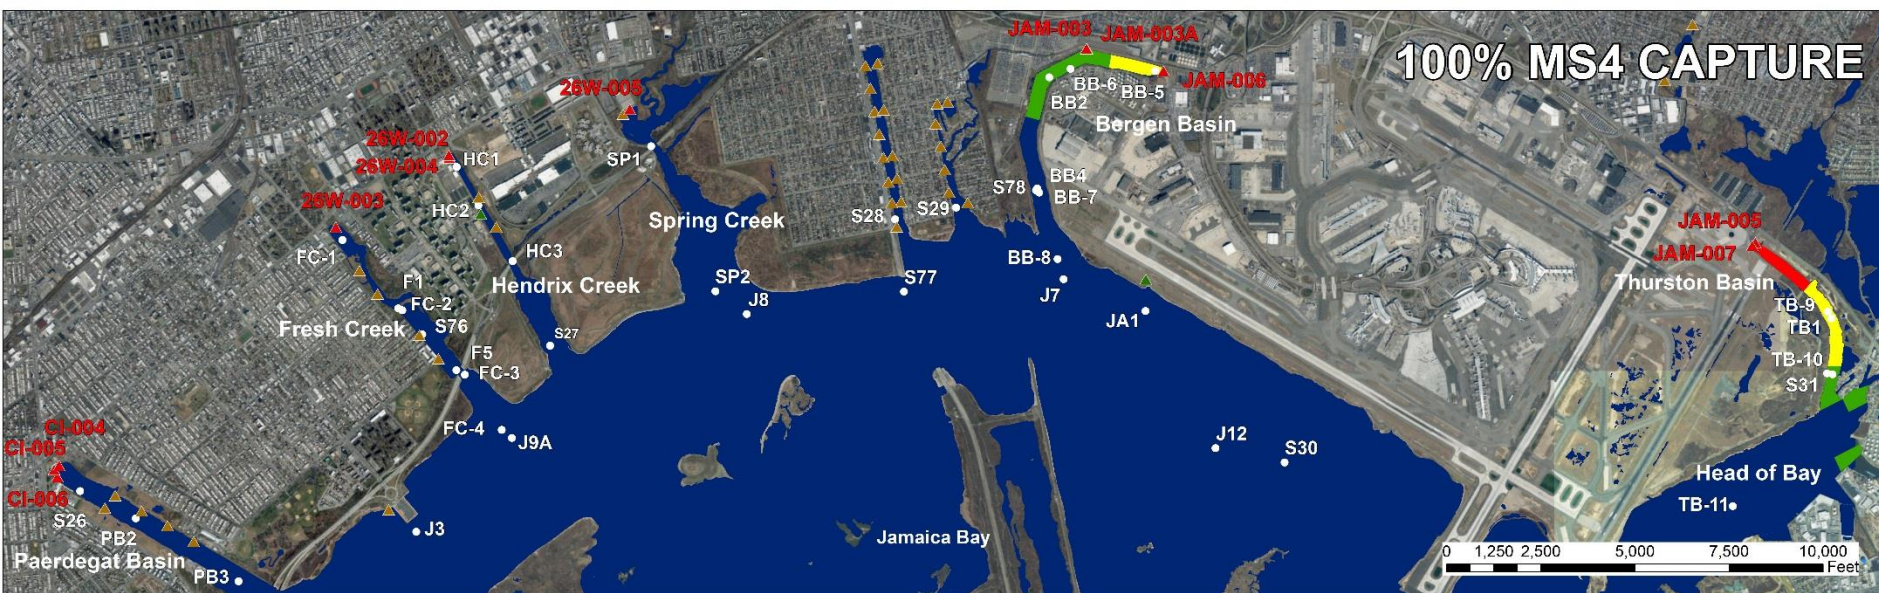 100% MS4 CAPTURE
JAM-003
JAM-003A
JAM-006
BB-6
BB2
BB-5
Bergen Basin
26W-005
SP1
26W-002
HC1
26W-004
HC2
26W-003
FC-1
HC3
Hendrix Creek
Spring Creek
S28
S29
S78
BB4
BB-7
BB-8
J7
JA1
SP2
J8
S77
F1
FC-2
Fresh Creek
S76
S27
F5
FC-3
FC-4
J9A
JAM-005
JAM-007
Thurston Basin
TB-9
TB1
TB-10
S31
J12
S30
Head of Bay
TB-11
CI-004
CI-005
CI-006
S26
PB2
Paerdegat Basin
PB3
J3
Jamaica Bay
0 1,250 2,500 5,000 7,500 10,000
Feet